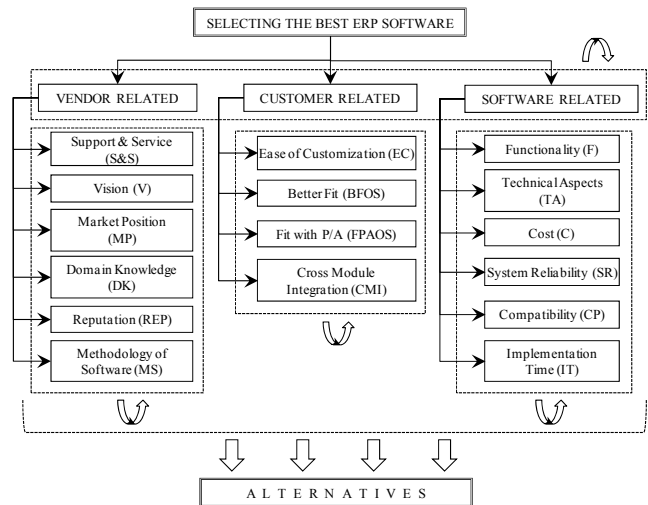 SELECTING THE BEST ERP SOFTWARE
VENDOR RELATED
CUSTOMER RELATED
SOFTWARE RELATED
Support & Service
(S&S)
Vision (V)
Market Position
(MP)
Domain Knowledge
(DK)
Reputation (REP)
Methodology of
Software (MS)
Ease of Customization (EC)
Better Fit (BFOS)
Fit with P/A (FPAOS)
Cross Module
Integration (CMI)
Functionality (F)
Technical Aspects
(TA)
Cost (C)
System Reliability (SR)
Compatibility (CP)
Implementation
Time (IT)
A L T E R N A T I V E S